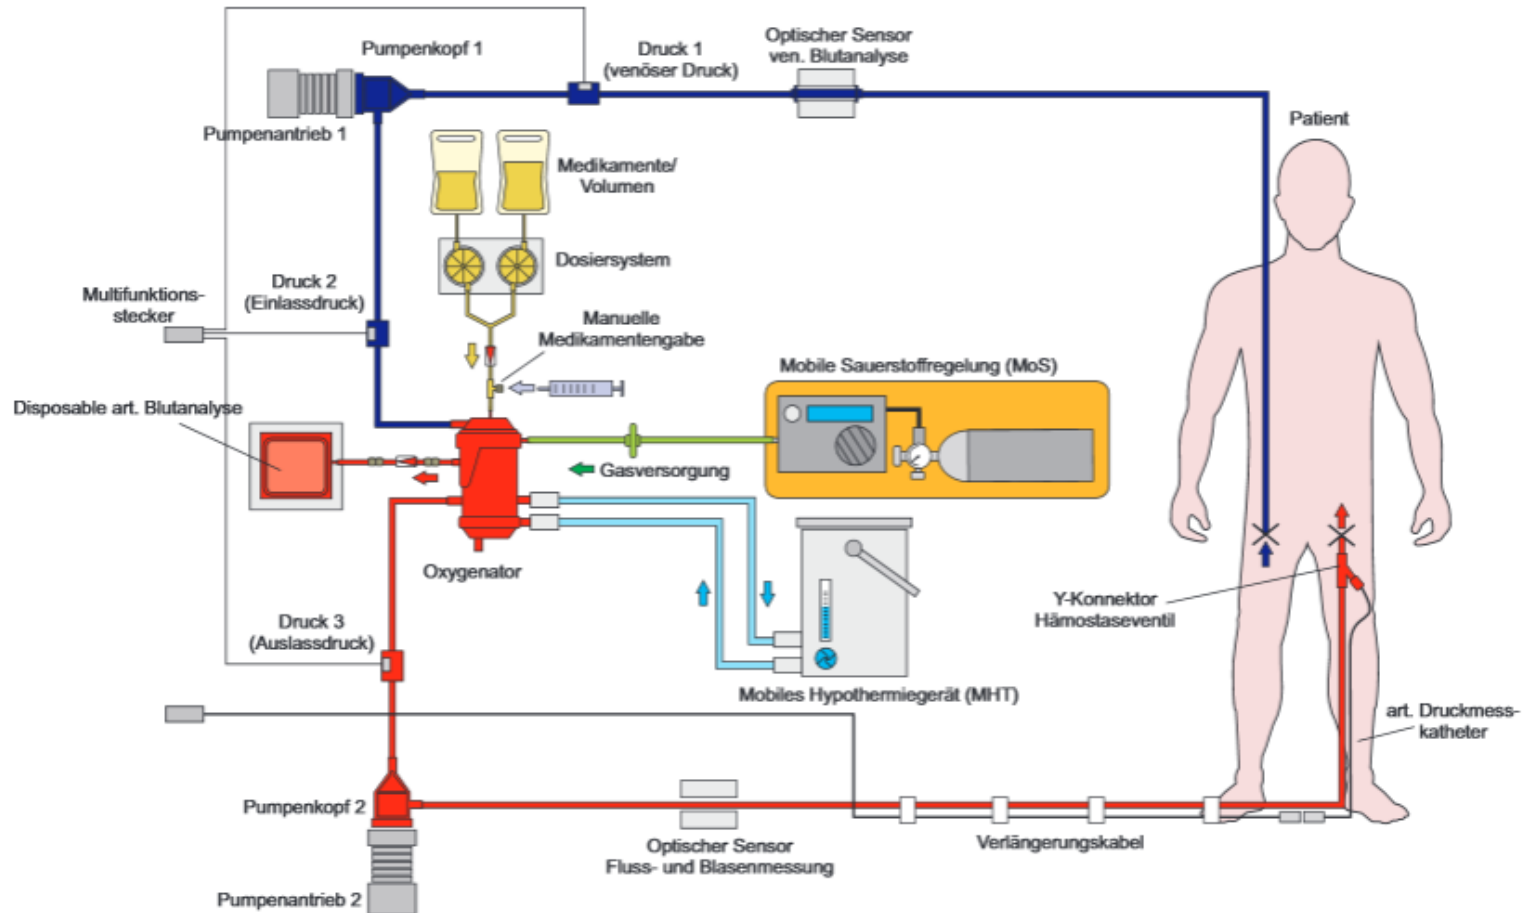 Pumpenkopf 1
Druck 1
(venöser Druck)
Optischer Sensor
ven. Blutanalyse
Pumpenantrieb 1
Patient
Medikamente/
Volumen
Dosiersystem
Druck 2
(Einlassdruck)
Multifunktions-
stecker
Manuelle
Medikamentengabe
Mobile Sauerstoffregelung (MoS)
Disposable art. Blutanalyse
Gasversorgung
Oxygenator
Y-Konnektor
Hämostaseventil
Druck 3
(Auslassdruck)
Mobiles Hypothermiegerät (MHT)
art. Druckmess-
katheter
Pumpenkopf 2
Optischer Sensor
Fluss- und Blasenmessung
Verlängerungskabel
Pumpenantrieb 2